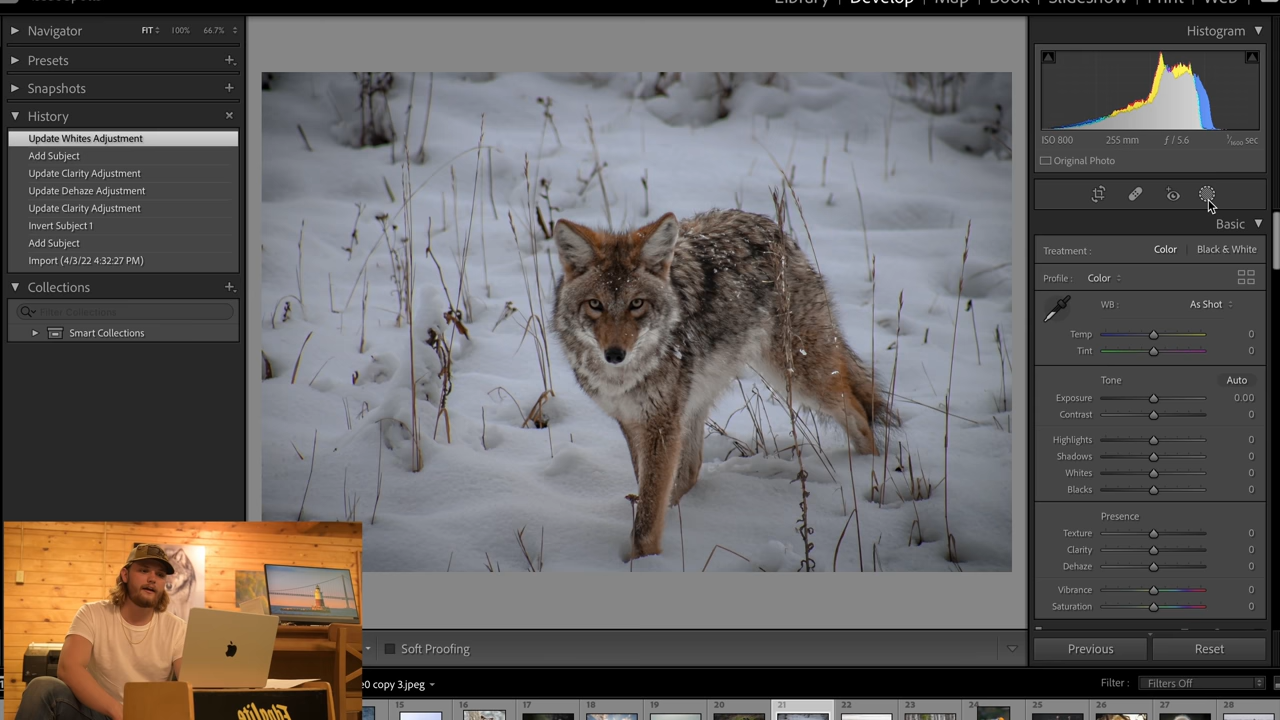 Library Develop Map Book Slideshow Print Web
Navigator FIT 100% 66.7%
Presets
Snapshots
History
Update Whites Adjustment
Add Subject
Update Clarity Adjustment
Update Dehaze Adjustment
Update Clarity Adjustment
Invert Subject 1
Add Subject
Import (4/3/22 4:32:27 PM)
Collections
Filter Collections
Smart Collections
Histogram
ISO 800 255 mm ƒ / 5.6 sec
Original Photo
Basic
Treatment : Color Black & White
Profile : Color
WB : As Shot
Temp 0
Tint 0
Tone Auto
Exposure 0.00
Contrast 0
Highlights 0
Shadows 0
Whites 0
Blacks 0
Presence
Texture 0
Clarity 0
Dehaze 0
Vibrance 0
Saturation 0
Previous Reset
Soft Proofing
copy 3.jpeg
Filter : Filters Off
15 16 17 18 19 20 21 22 23 24 25 26 27 28